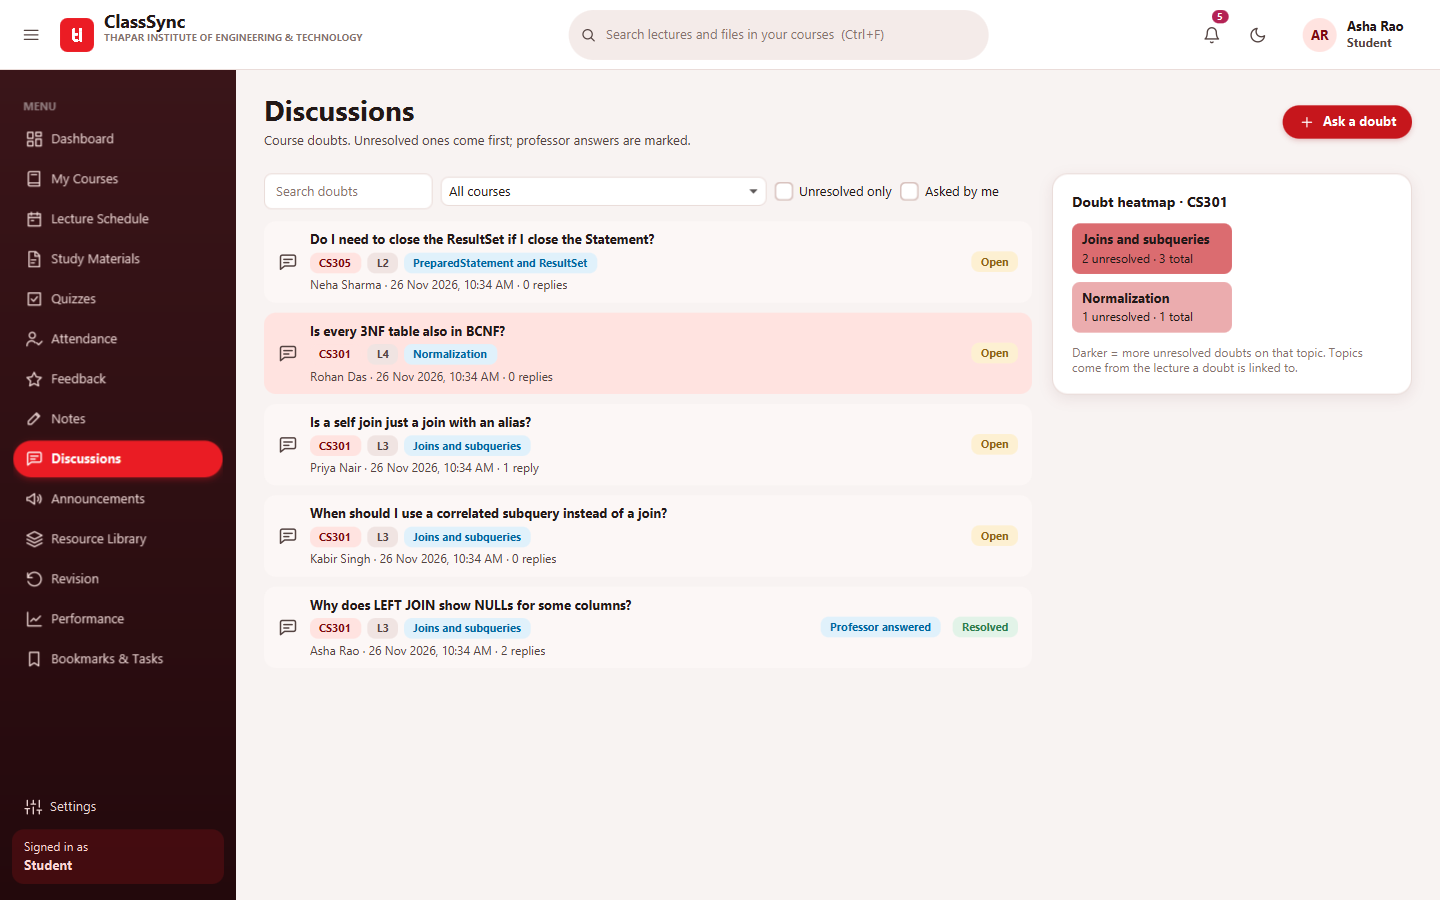 ClassSync
THAPAR INSTITUTE OF ENGINEERING & TECHNOLOGY
Search lectures and files in your courses (Ctrl+F)
5
AR
Asha Rao
Student
MENU
Dashboard
My Courses
Lecture Schedule
Study Materials
Quizzes
Attendance
Feedback
Notes
Discussions
Announcements
Resource Library
Revision
Performance
Bookmarks & Tasks
Settings
Signed in as
Student
Discussions
Course doubts. Unresolved ones come first; professor answers are marked.
+ Ask a doubt
Search doubts
All courses
Unresolved only
Asked by me
Do I need to close the ResultSet if I close the Statement?
CS305 L2 PreparedStatement and ResultSet
Neha Sharma · 26 Nov 2026, 10:34 AM · 0 replies
Open
Is every 3NF table also in BCNF?
CS301 L4 Normalization
Rohan Das · 26 Nov 2026, 10:34 AM · 0 replies
Open
Is a self join just a join with an alias?
CS301 L3 Joins and subqueries
Priya Nair · 26 Nov 2026, 10:34 AM · 1 reply
Open
When should I use a correlated subquery instead of a join?
CS301 L3 Joins and subqueries
Kabir Singh · 26 Nov 2026, 10:34 AM · 0 replies
Open
Why does LEFT JOIN show NULLs for some columns?
CS301 L3 Joins and subqueries
Asha Rao · 26 Nov 2026, 10:34 AM · 2 replies
Professor answered Resolved
Doubt heatmap · CS301
Joins and subqueries
2 unresolved · 3 total
Normalization
1 unresolved · 1 total
Darker = more unresolved doubts on that topic. Topics
come from the lecture a doubt is linked to.